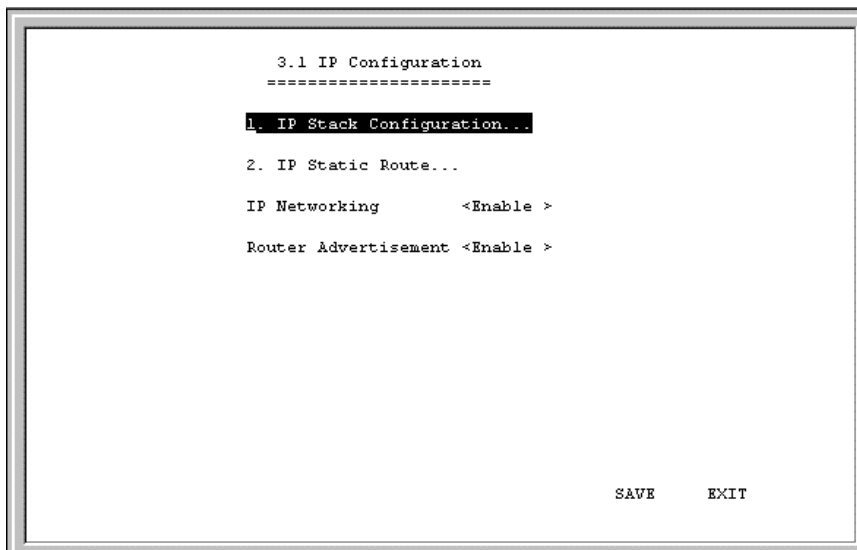 3.1 IP Configuration
======================
1. IP Stack Configuration...
2. IP Static Route...
IP Networking <Enable >
Router Advertisement <Enable >
SAVE EXIT